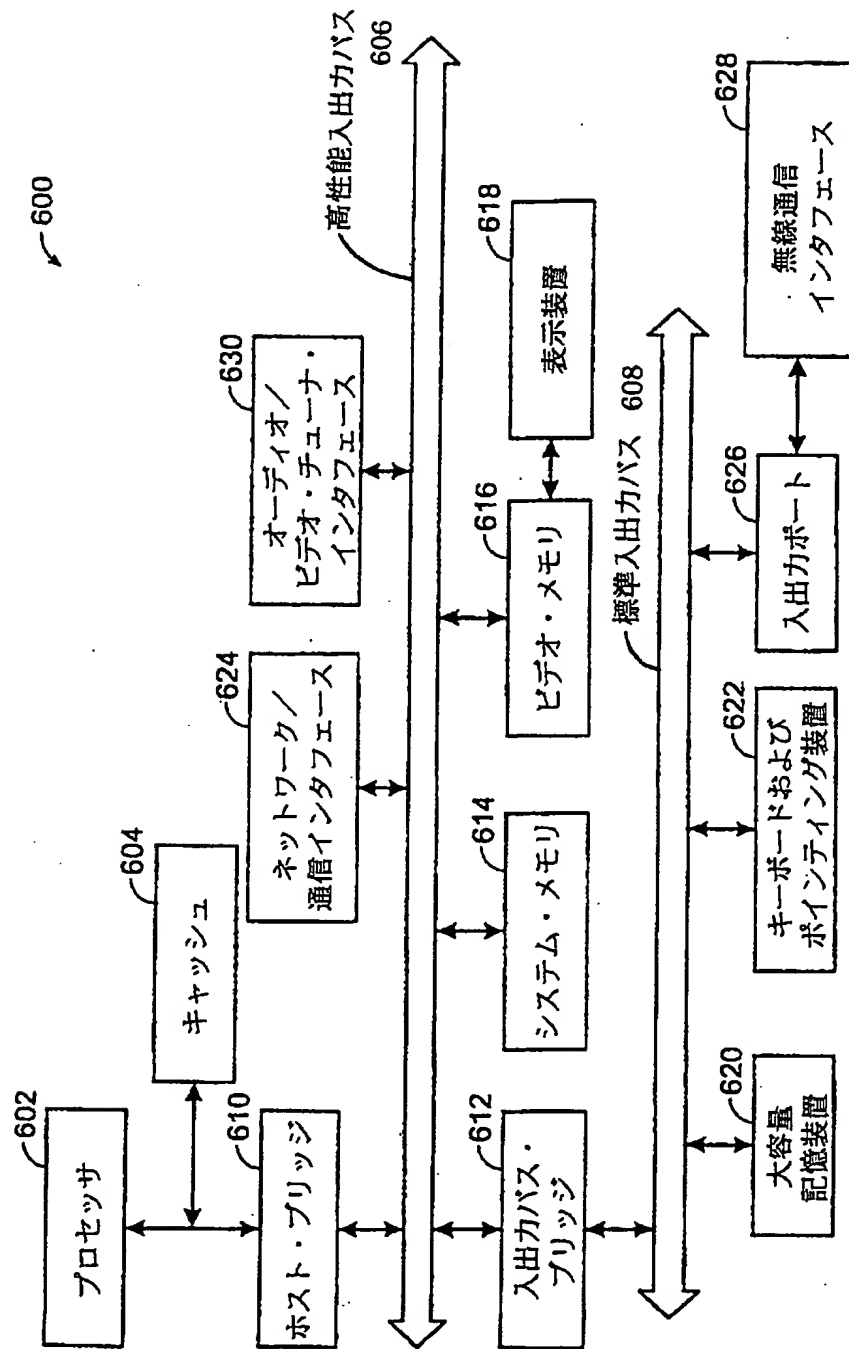 600
602
プロセッサ
604
キャッシュ
610
ホスト・ブリッジ
624
ネットワーク／
通信インタフェース
630
オーディオ／
ビデオ・チューナ・
インタフェース
高性能入出力バス
606
612
入出力バス・
ブリッジ
614
システム・メモリ
616
ビデオ・メモリ
618
表示装置
標準入出力バス 608
620
大容量
記憶装置
622
キーボードおよび
ポインティング装置
626
入出力ポート
628
無線通信
インタフェース